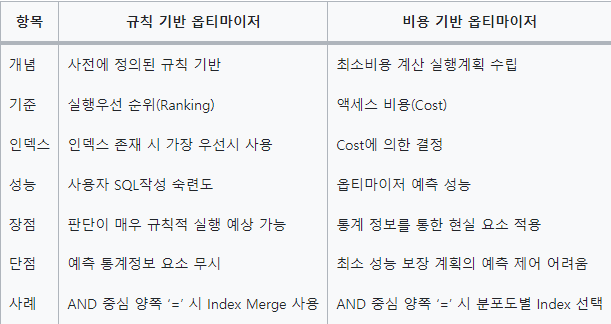 항목 규칙 기반 옵티마이저 비용 기반 옵티마이저
개념 사전에 정의된 규칙 기반 최소비용 계산 실행계획 수립
기준 실행우선 순위(Ranking) 액세스 비용(Cost)
인덱스 인덱스 존재 시 가장 우선시 사용 Cost에 의한 결정
성능 사용자 SQL작성 숙련도 옵티마이저 예측 성능
장점 판단이 매우 규칙적 실행 예상 가능 통계 정보를 통한 현실 요소 적용
단점 예측 통계정보 요소 무시 최소 성능 보장 계획의 예측 제어 어려움
사례 AND 중심 양쪽 ‘=’ 시 Index Merge 사용 AND 중심 양쪽 ‘=’ 시 분포도별 Index 선택